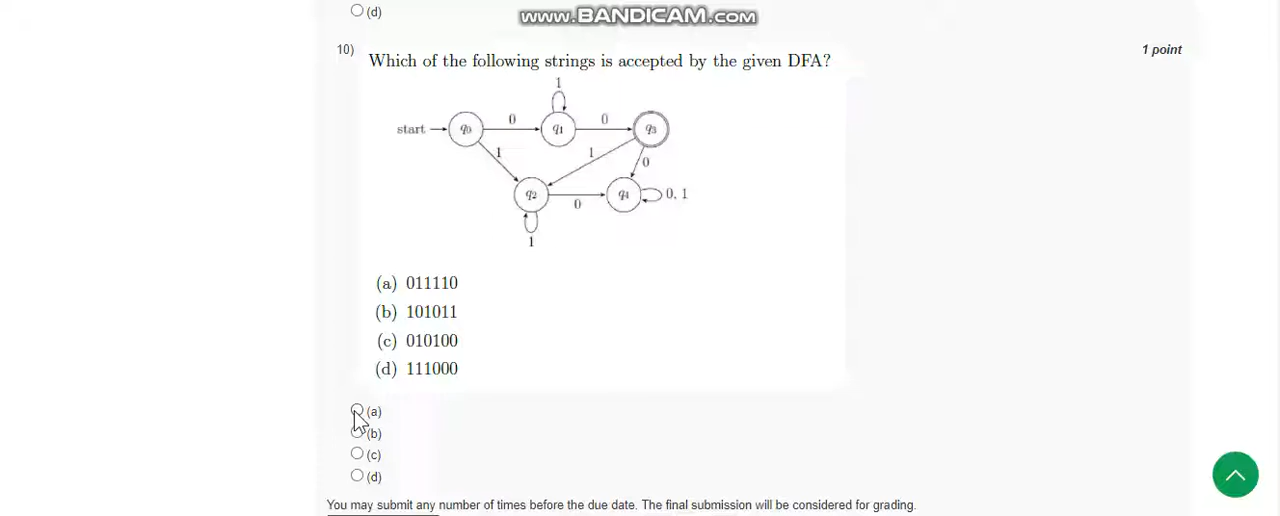 (d)
www.BANDICAM.com
10)
1 point
Which of the following strings is accepted by the given DFA?
1
start
q0
0
q1
0
q3
1
1
0
q2
0
q4
0, 1
1
(a) 011110
(b) 101011
(c) 010100
(d) 111000
(a)
(b)
(c)
(d)
You may submit any number of times before the due date. The final submission will be considered for grading.